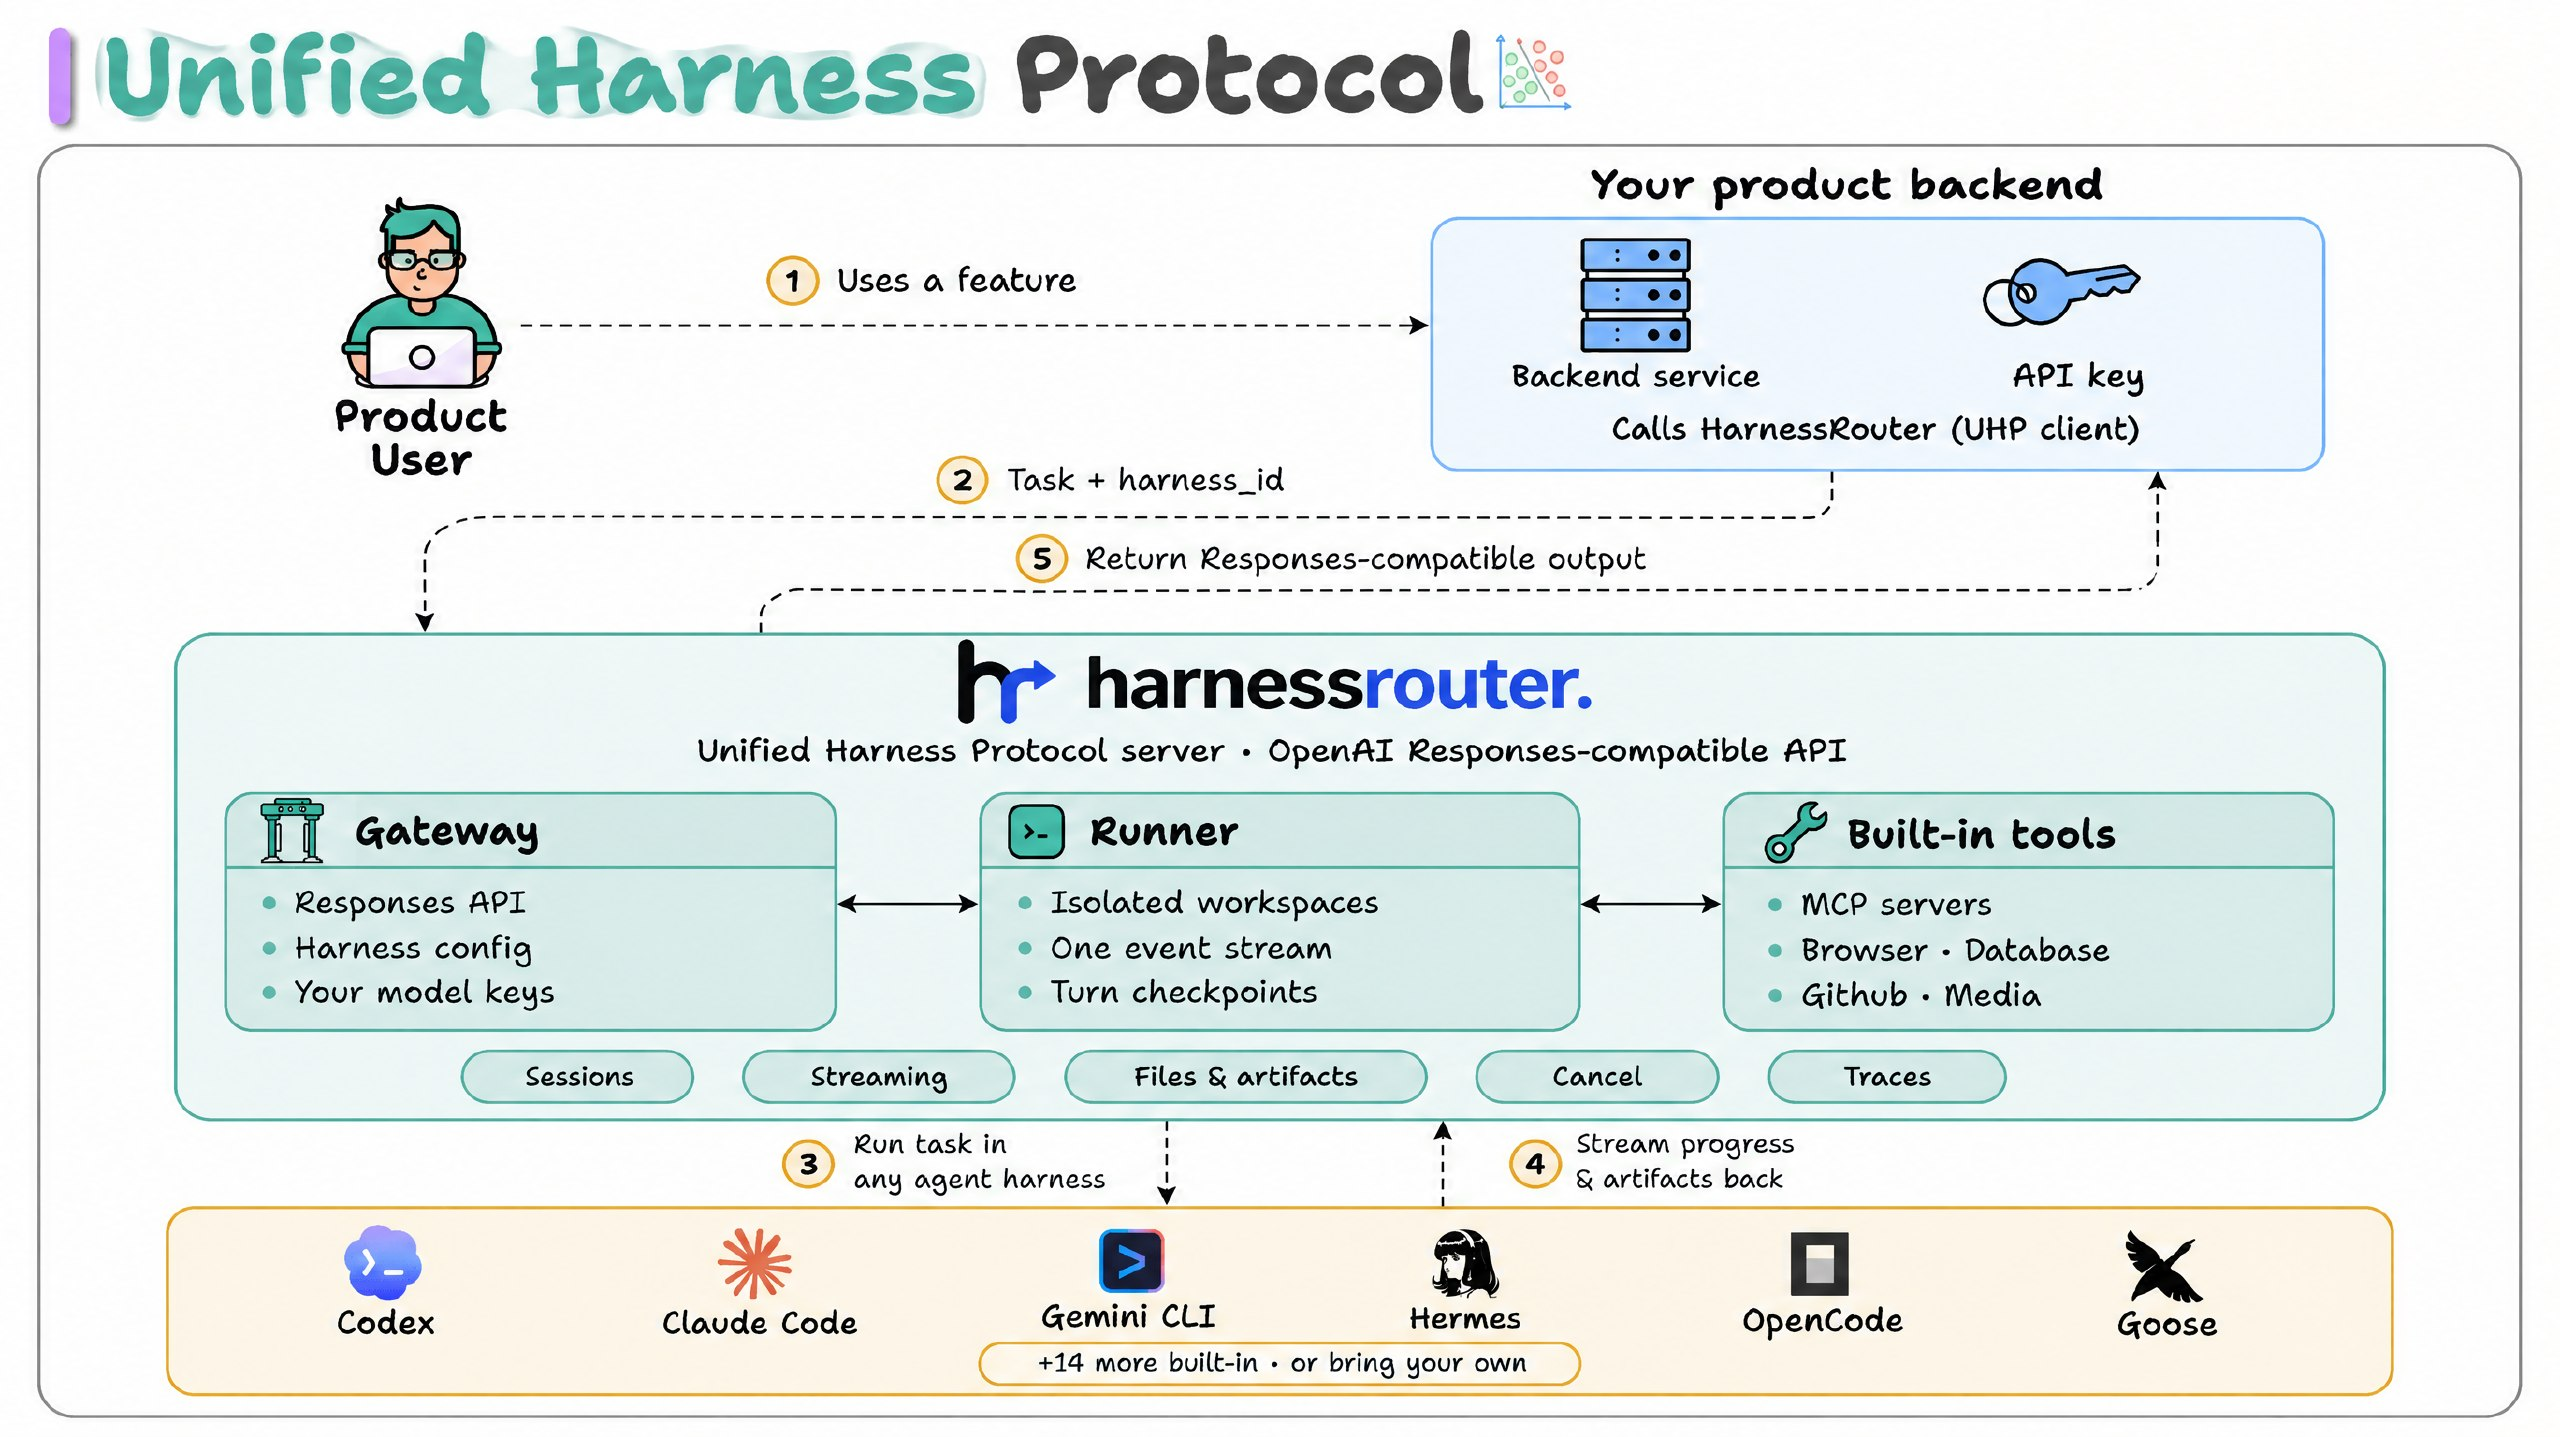 Unified Harness Protocol
Your product backend
1 Uses a feature
Backend service
API key
Calls HarnessRouter (UHP client)
Product
User
2 Task + harness_id
5 Return Responses-compatible output
hr harnessrouter.
Unified Harness Protocol server • OpenAI Responses-compatible API
Gateway
• Responses API
• Harness config
• Your model keys
>_ Runner
• Isolated workspaces
• One event stream
• Turn checkpoints
Built-in tools
• MCP servers
• Browser • Database
• Github • Media
Sessions
Streaming
Files & artifacts
Cancel
Traces
3 Run task in
any agent harness
4 Stream progress
& artifacts back
Codex
Claude Code
Gemini CLI
Hermes
OpenCode
Goose
+14 more built-in • or bring your own